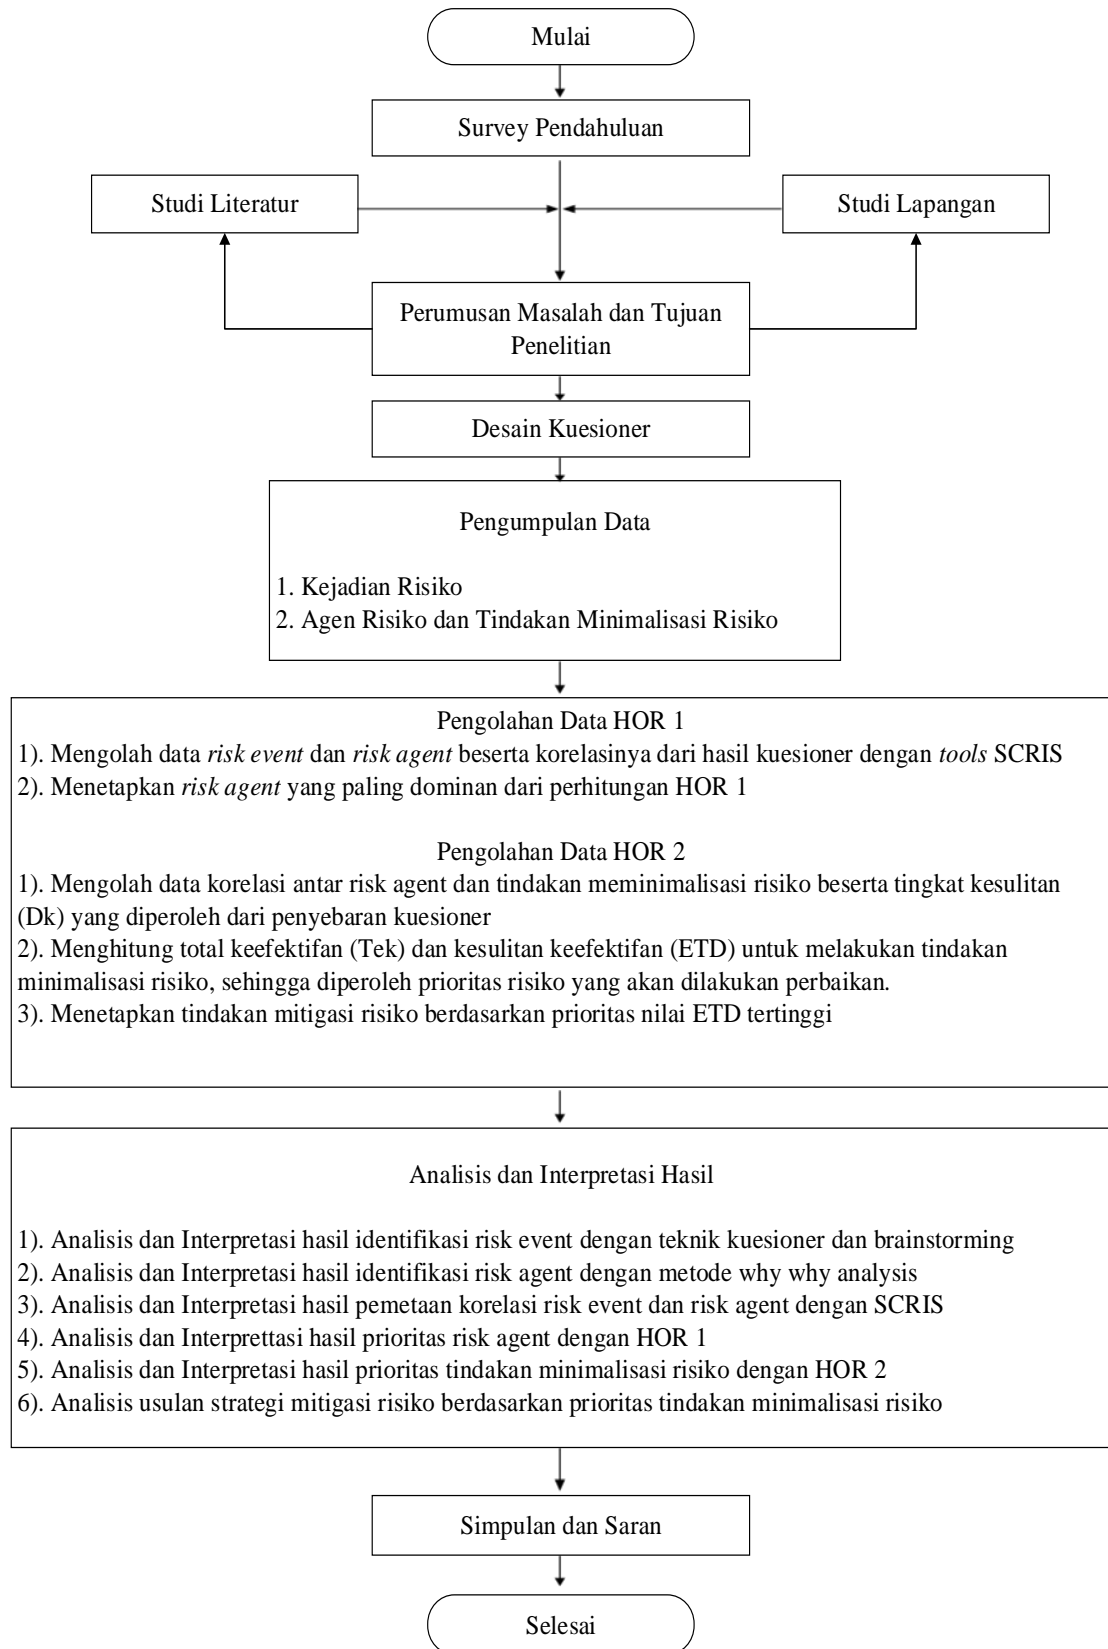 Mulai
Survey Pendahuluan
Studi Literatur
Studi Lapangan
Perumusan Masalah dan Tujuan
Penelitian
Desain Kuesioner
Pengumpulan Data
1. Kejadian Risiko
2. Agen Risiko dan Tindakan Minimalisasi Risiko
Pengolahan Data HOR 1
1). Mengolah data risk event dan risk agent beserta korelasinya dari hasil kuesioner dengan tools SCRIS
2). Menetapkan risk agent yang paling dominan dari perhitungan HOR 1
Pengolahan Data HOR 2
1). Mengolah data korelasi antar risk agent dan tindakan meminimalisasi risiko beserta tingkat kesulitan
(Dk) yang diperoleh dari penyebaran kuesioner
2). Menghitung total keefektifan (Tek) dan kesulitan keefektifan (ETD) untuk melakukan tindakan
minimalisasi risiko, sehingga diperoleh prioritas risiko yang akan dilakukan perbaikan.
3). Menetapkan tindakan mitigasi risiko berdasarkan prioritas nilai ETD tertinggi
Analisis dan Interpretasi Hasil
1). Analisis dan Interpretasi hasil identifikasi risk event dengan teknik kuesioner dan brainstorming
2). Analisis dan Interpretasi hasil identifikasi risk agent dengan metode why why analysis
3). Analisis dan Interpretasi hasil pemetaan korelasi risk event dan risk agent dengan SCRIS
4). Analisis dan Interprettasi hasil prioritas risk agent dengan HOR 1
5). Analisis dan Interpretasi hasil prioritas tindakan minimalisasi risiko dengan HOR 2
6). Analisis usulan strategi mitigasi risiko berdasarkan prioritas tindakan minimalisasi risiko
Simpulan dan Saran
Selesai